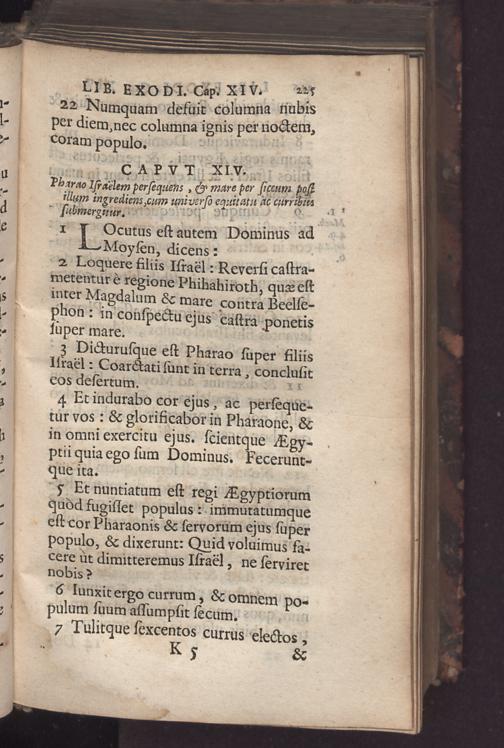 LIB. EXODI. Cap. XIV. 225
22 Numquam defuit columna nubis
per diem, nec columna ignis per noctem,
coram populo.
CAPVT XIV.
Pharao Israelem persequens, & mare per siccum post
illum ingrediens, cum universo equitatu ac curribus
submergitur.
1 LOcutus est autem Dominus ad
Moysen, dicens:
2 Loquere filiis Israël: Reversi castra-
metentur è regione Phihahiroth, quæ est
inter Magdalum & mare contra Beelse-
phon: in conspectu ejus castra ponetis
super mare.
3 Dicturusque est Pharao super filiis
Israël: Coarctati sunt in terra, conclusit
eos desertum.
4 Et indurabo cor ejus, ac perseque-
tur vos: & glorificabor in Pharaone, &
in omni exercitu ejus. scientque Ægy-
ptii quia ego sum Dominus. Fecerunt-
que ita.
5 Et nuntiatum est regi Ægyptiorum
quòd fugisset populus: immutatumque
est cor Pharaonis & servorum ejus super
populo, & dixerunt: Quid voluimus fa-
cere ùt dimitteremus Israël, ne serviret
nobis?
6 Iunxit ergo currum, & omnem po-
pulum suum assumpsit secum.
7 Tulitque sexcentos currus electos,
K 5 &